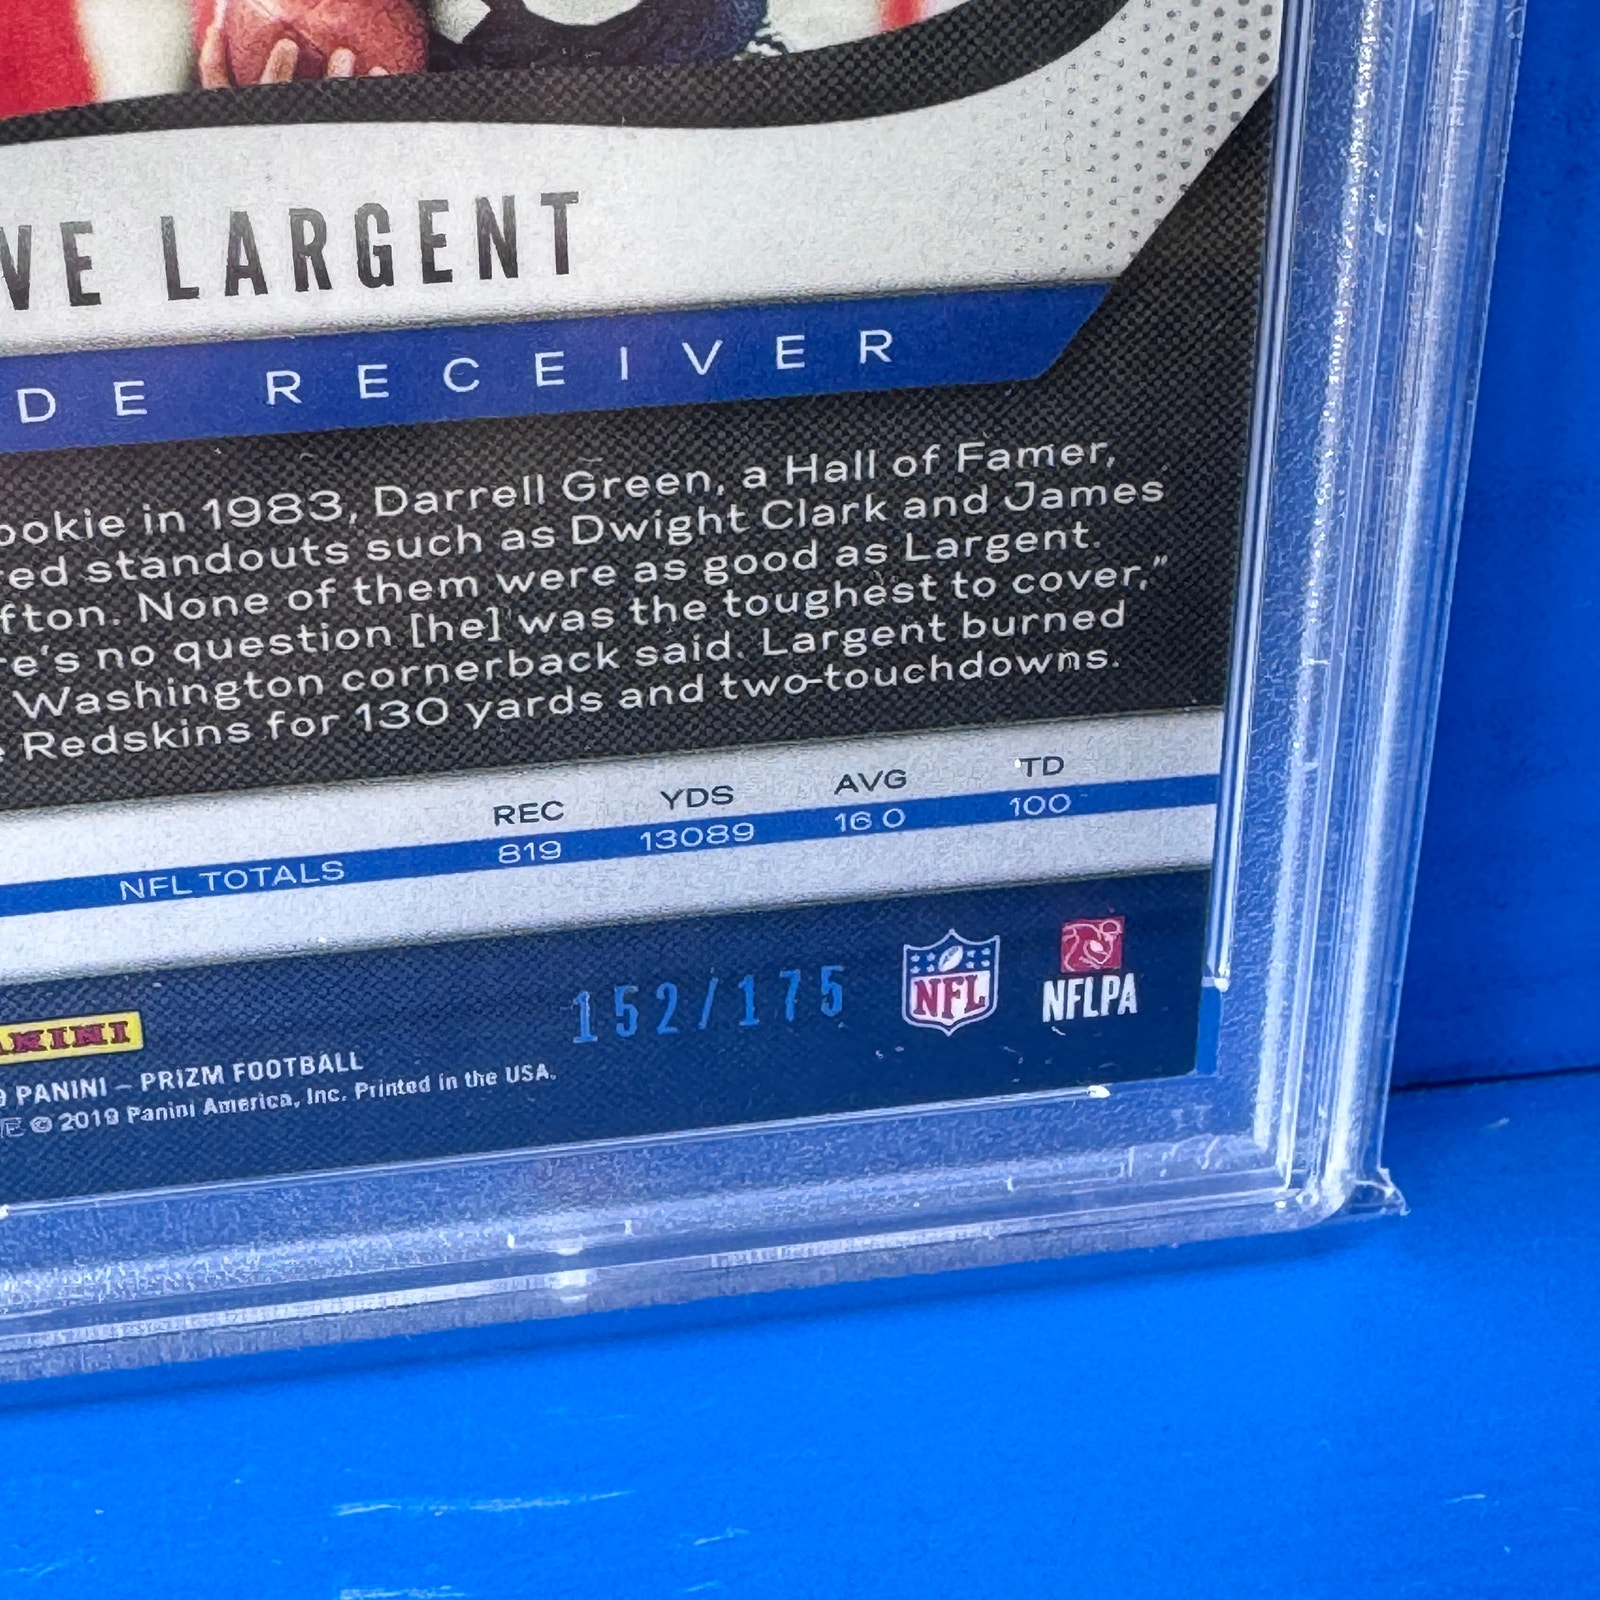 VE LARGENT
DE RECEIVER
ookie in 1983, Darrell Green, a Hall of Famer,
red standouts such as Dwight Clark and James
fton. None of them were as good as Largent.
re's no question [he] was the toughest to cover,"
Washington cornerback said. Largent burned
e Redskins for 130 yards and two-touchdowns.
REC YDS AVG TD
NFL TOTALS 819 13089 16.0 100
152/175
NFL
NFLPA
PANINI
9 PANINI – PRIZM FOOTBALL
E © 2019 Panini America, Inc. Printed in the USA.